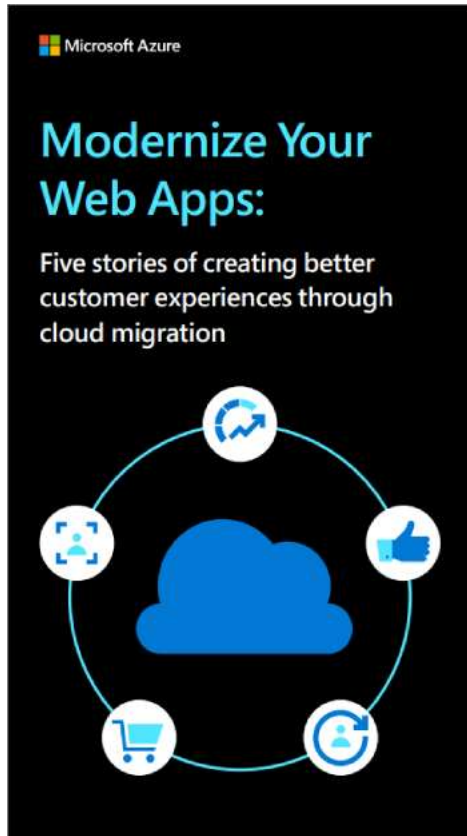 Microsoft Azure
Modernize Your
Web Apps:
Five stories of creating better
customer experiences through
cloud migration